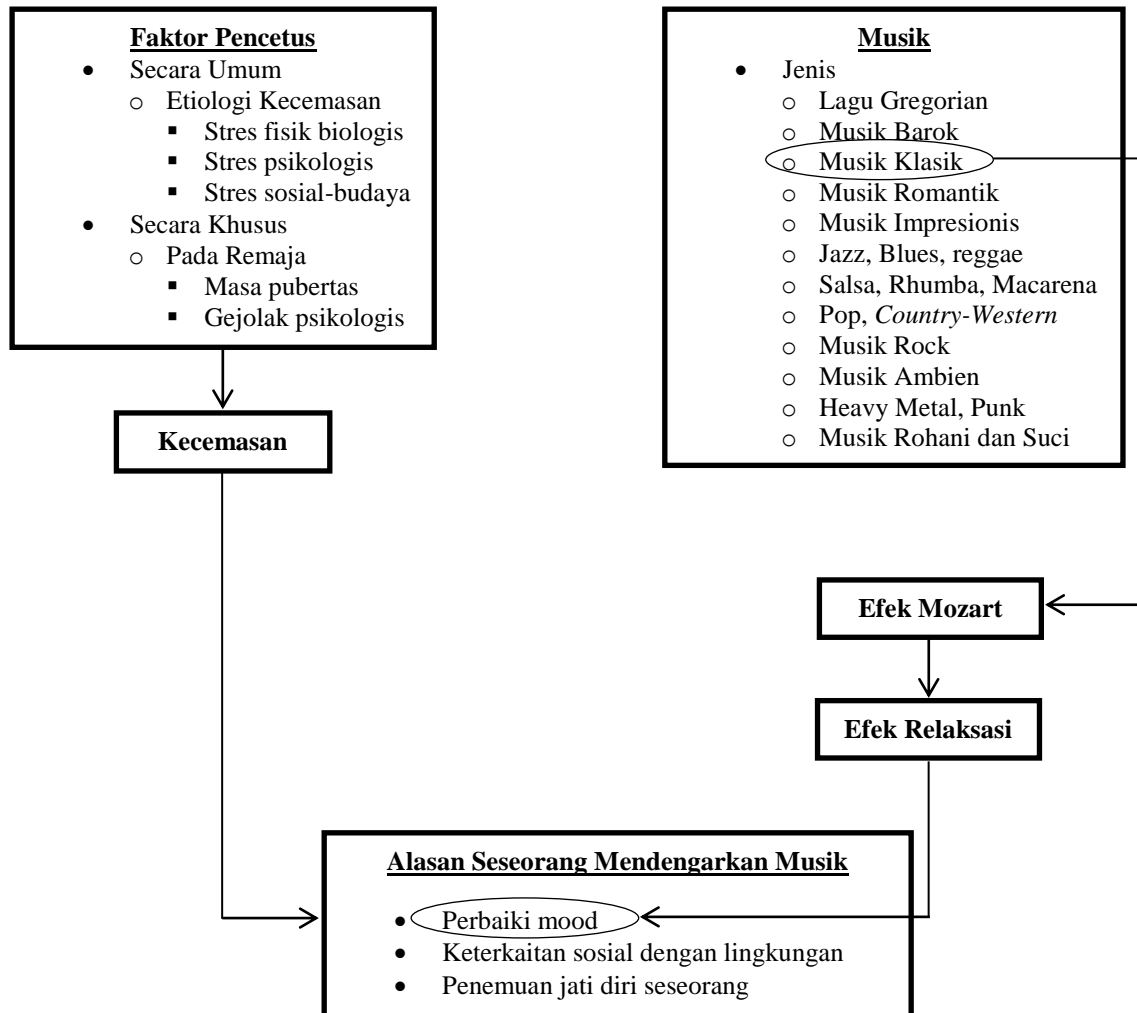 Faktor Pencetus
• Secara Umum
o Etiologi Kecemasan
▪ Stres fisik biologis
▪ Stres psikologis
▪ Stres sosial-budaya
• Secara Khusus
o Pada Remaja
▪ Masa pubertas
▪ Gejolak psikologis
Kecemasan
Musik
• Jenis
o Lagu Gregorian
o Musik Barok
o Musik Klasik
o Musik Romantik
o Musik Impresionis
o Jazz, Blues, reggae
o Salsa, Rhumba, Macarena
o Pop, Country-Western
o Musik Rock
o Musik Ambien
o Heavy Metal, Punk
o Musik Rohani dan Suci
Efek Mozart
Efek Relaksasi
Alasan Seseorang Mendengarkan Musik
• Perbaiki mood
• Keterkaitan sosial dengan lingkungan
• Penemuan jati diri seseorang